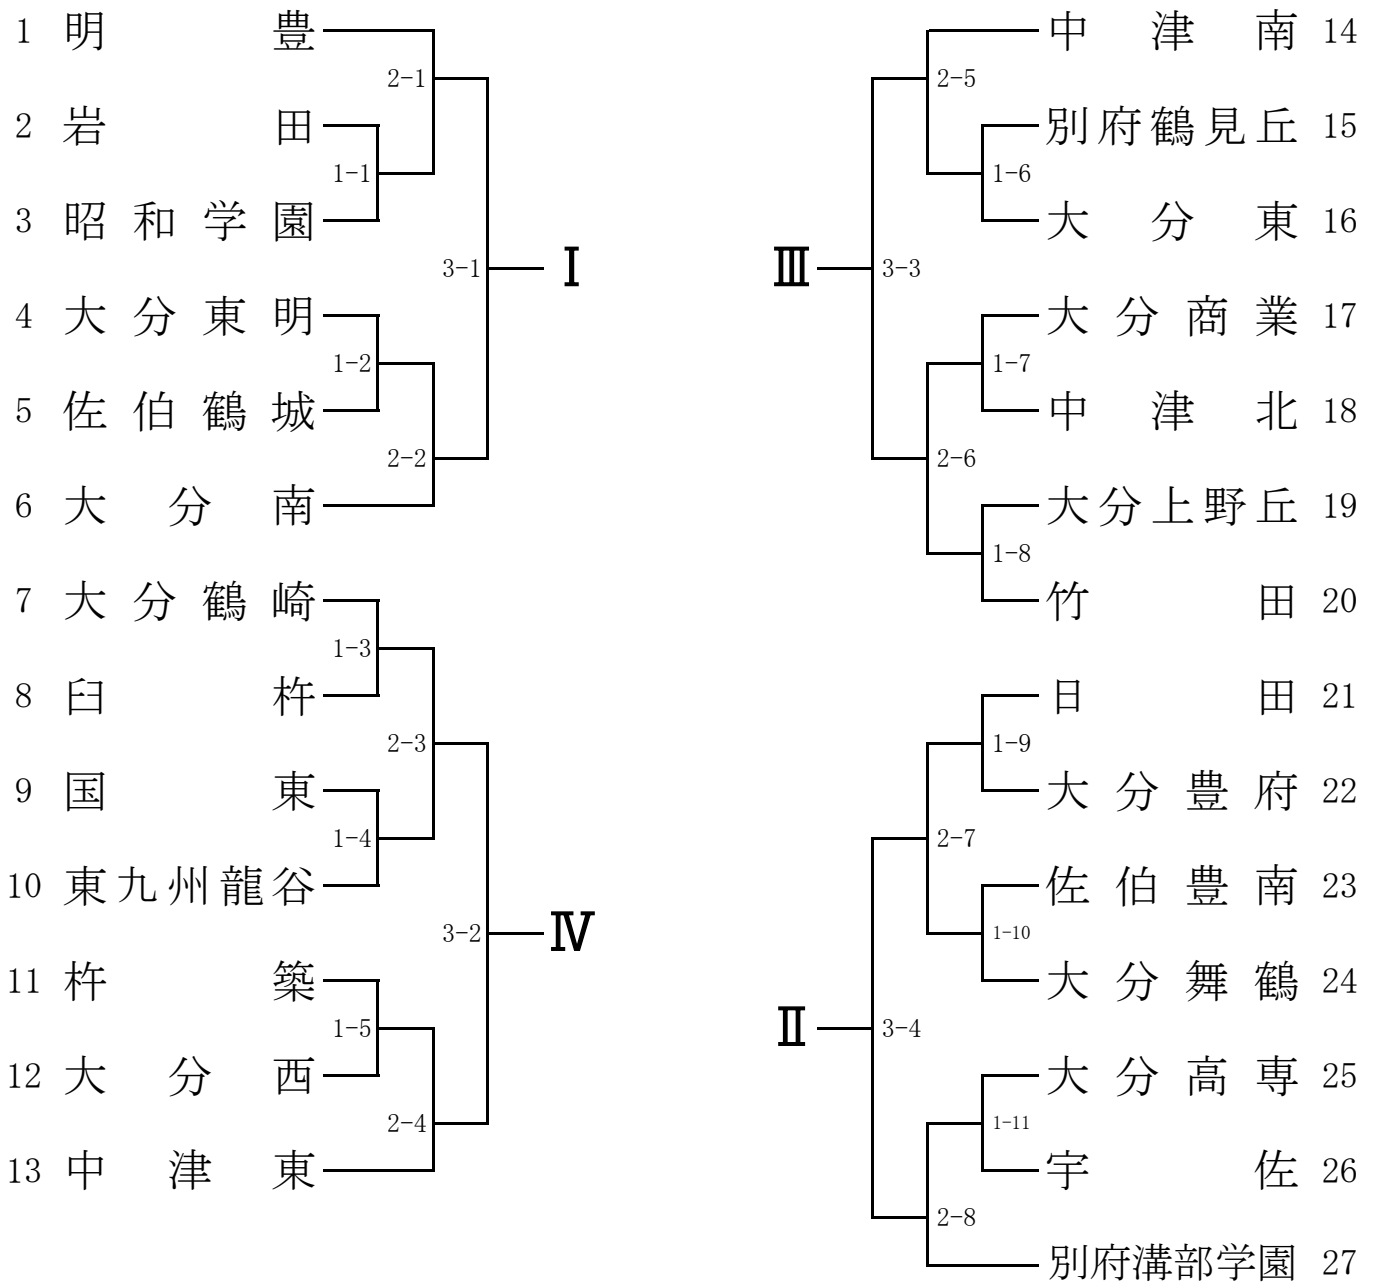 1 明豊
2-1
2 岩田
1-1
3 昭和学園
3-1 Ⅰ
4 大分東明
1-2
5 佐伯鶴城
2-2
6 大分南
7 大分鶴崎
1-3
8 臼杵
2-3
9 国東
1-4
10 東九州龍谷
3-2 Ⅳ
11 杵築
1-5
12 大分西
2-4
13 中津東
中津南 14
2-5
別府鶴見丘 15
1-6
大分東 16
Ⅲ 3-3
大分商業 17
1-7
中津北 18
2-6
大分上野丘 19
1-8
竹田 20
日田 21
1-9
大分豊府 22
2-7
佐伯豊南 23
1-10
大分舞鶴 24
Ⅱ 3-4
大分高専 25
1-11
宇佐 26
2-8
別府溝部学園 27